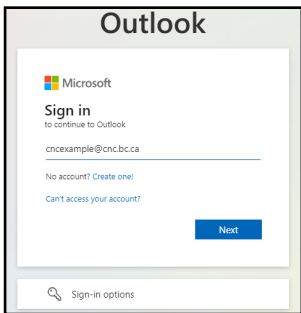 Outlook
Microsoft
Sign in
to continue to Outlook
cncexample@cnc.bc.ca
No account? Create one!
Can't access your account?
Next
Sign-in options